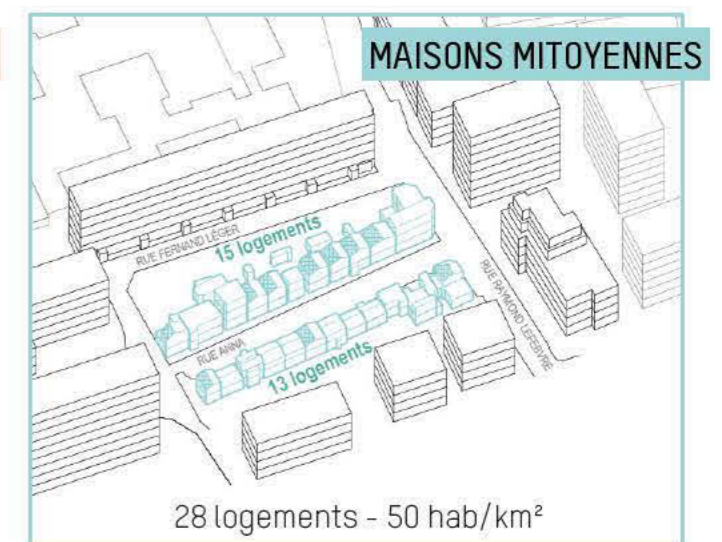 MAISONS MITOYENNES
RUE FERNAND LÉGER
15 logements
RUE RAYMOND LEFEBVRE
RUE ANNA
13 logements
28 logements - 50 hab/km²